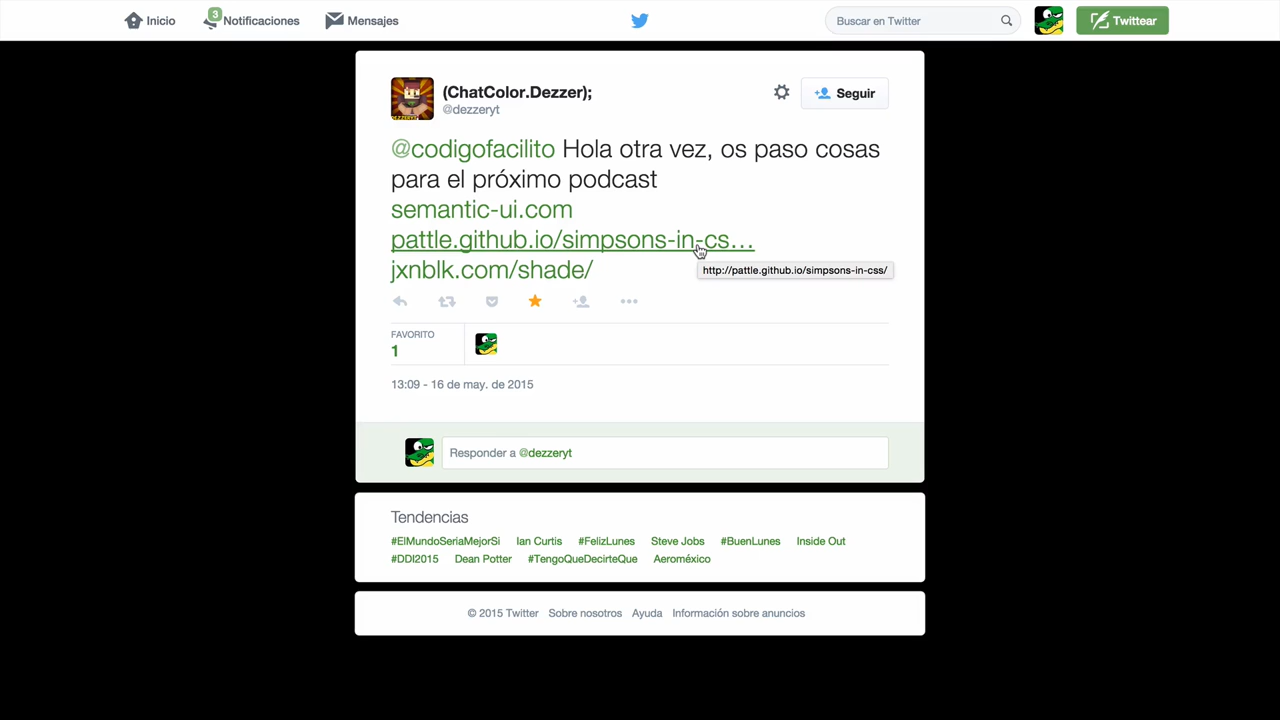 Inicio
3
Notificaciones
Mensajes
Buscar en Twitter
Twittear
(ChatColor.Dezzer);
@dezzeryt
Seguir
@codigofacilito Hola otra vez, os paso cosas
para el próximo podcast
semantic-ui.com
pattle.github.io/simpsons-in-cs…
jxnblk.com/shade/
http://pattle.github.io/simpsons-in-css/
FAVORITO
1
13:09 - 16 de may. de 2015
Responder a @dezzeryt
Tendencias
#ElMundoSeriaMejorSi Ian Curtis #FelizLunes Steve Jobs #BuenLunes Inside Out
#DDI2015 Dean Potter #TengoQueDecirteQue Aeroméxico
© 2015 Twitter Sobre nosotros Ayuda Información sobre anuncios